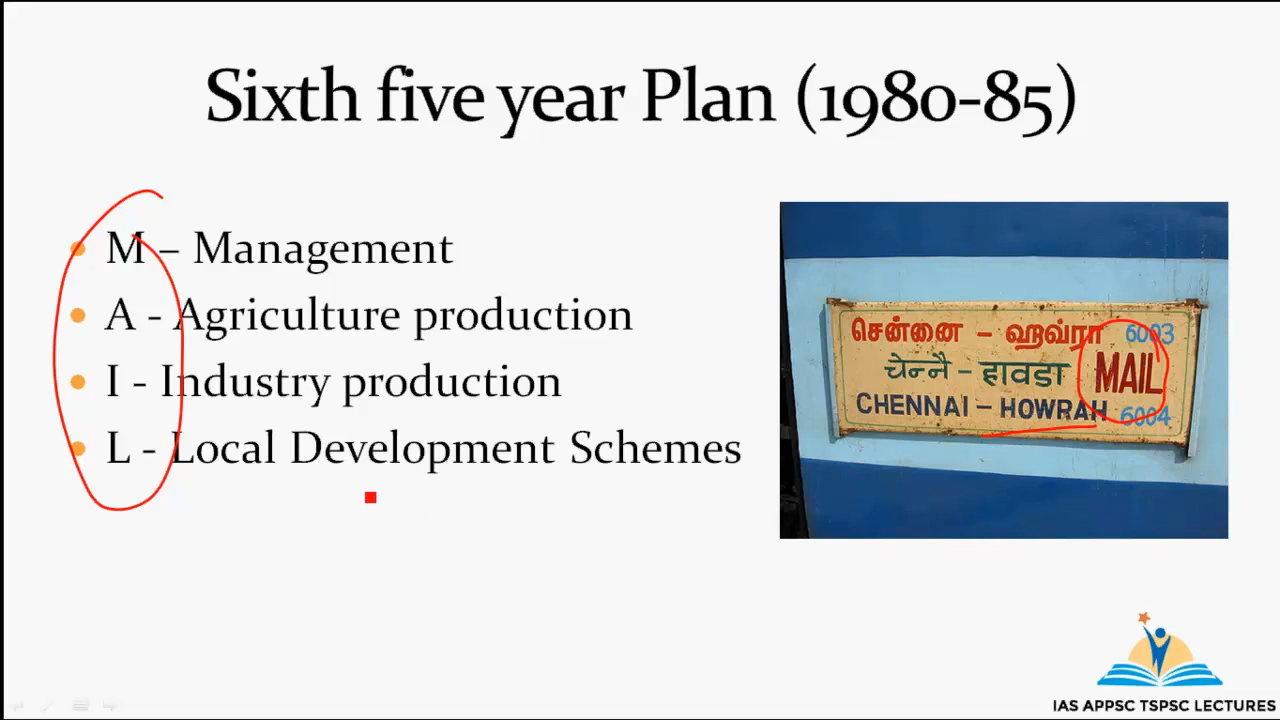 Sixth five year Plan (1980-85)
M – Management
A - Agriculture production
I - Industry production
L - Local Development Schemes
சென்னை – ஹவ்ரா 6003
चेन्नै – हावडा MAIL
CHENNAI – HOWRAH 6004
IAS APPSC TSPSC LECTURES